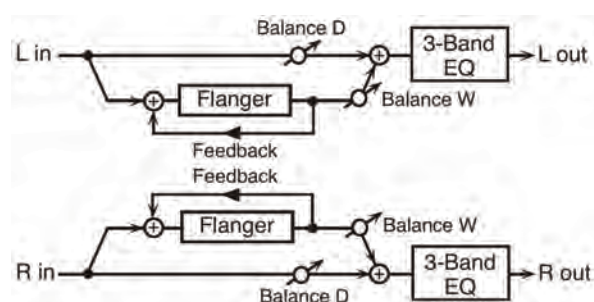 Balance D
L in
3-Band
EQ
L out
Flanger
Balance W
Feedback
Feedback
Flanger
Balance W
R in
3-Band
EQ
R out
Balance D